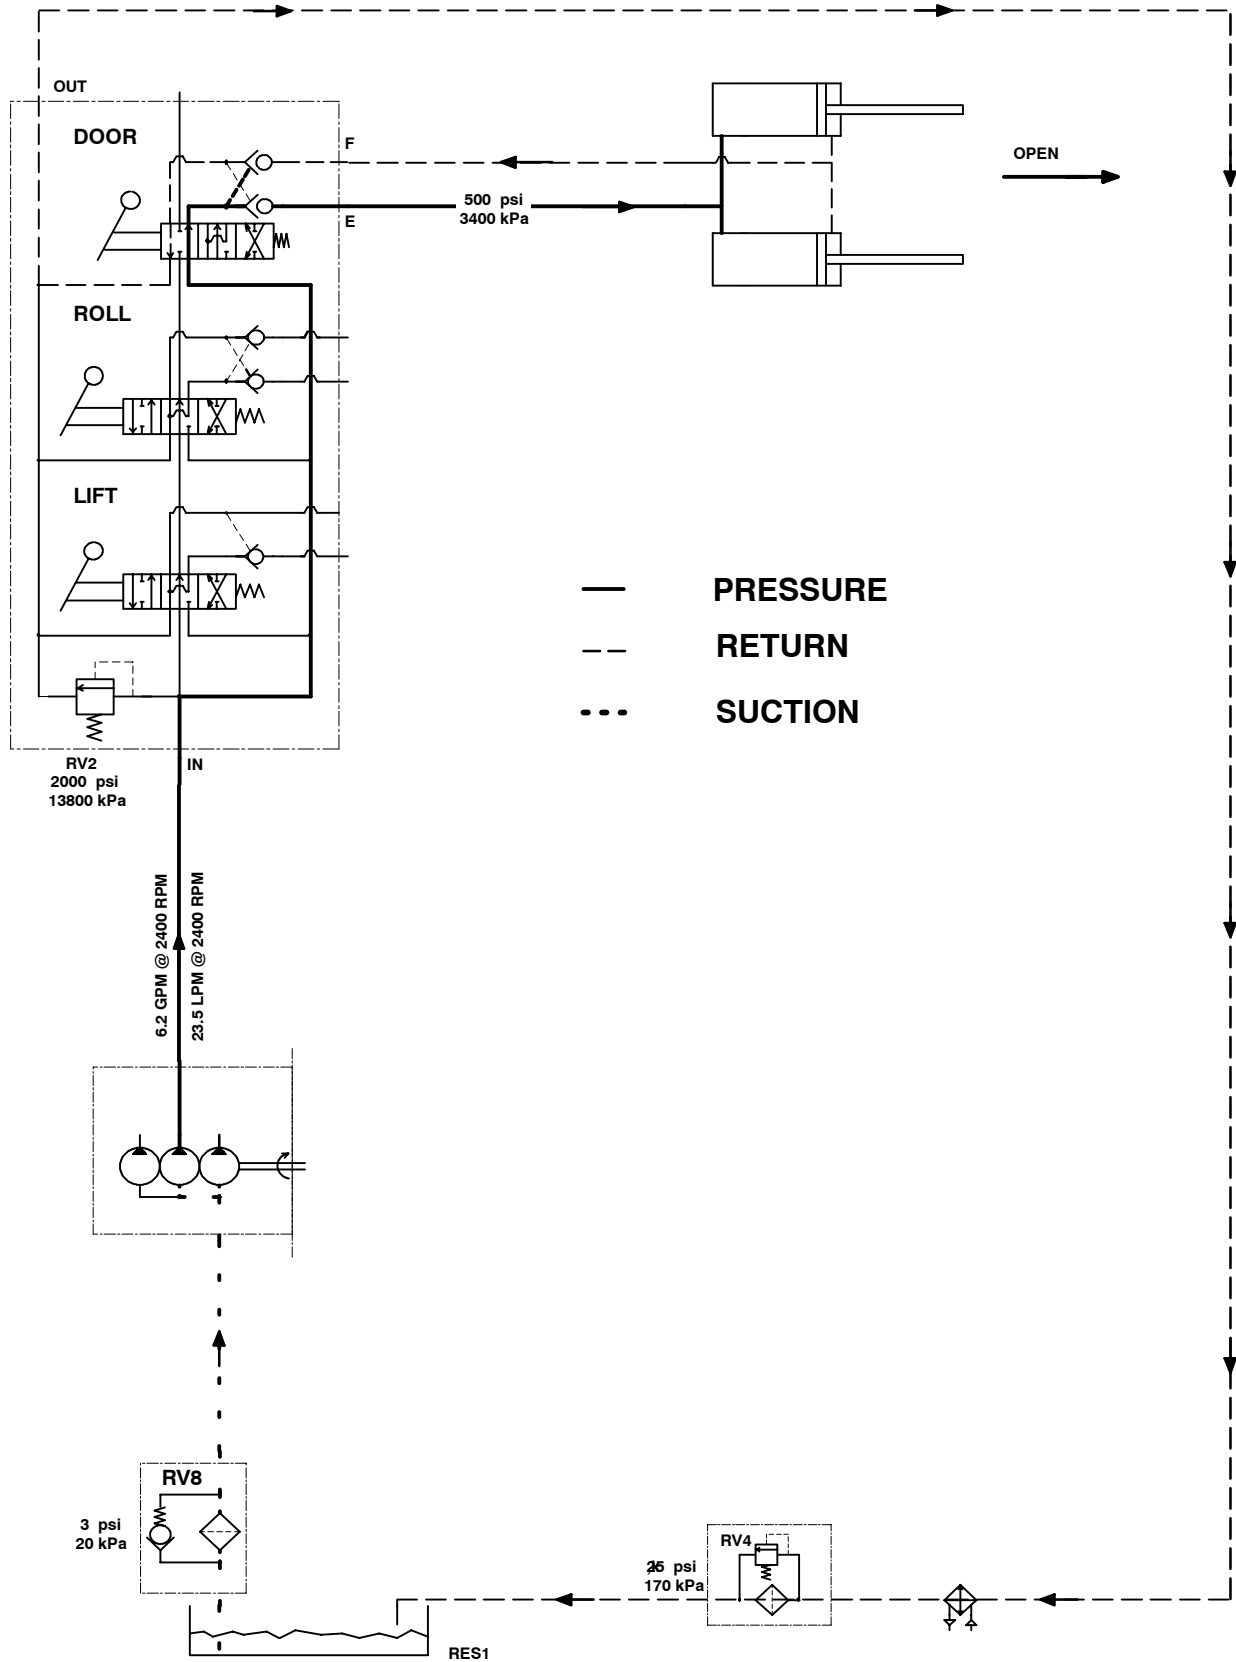 OUT
DOOR
F
OPEN
500 psi
3400 kPa
E
ROLL
LIFT
PRESSURE
RETURN
SUCTION
RV2
2000 psi
13800 kPa
IN
6.2 GPM @ 2400 RPM
23.5 LPM @ 2400 RPM
RV8
3 psi
20 kPa
RV4
25 psi
170 kPa
RES1